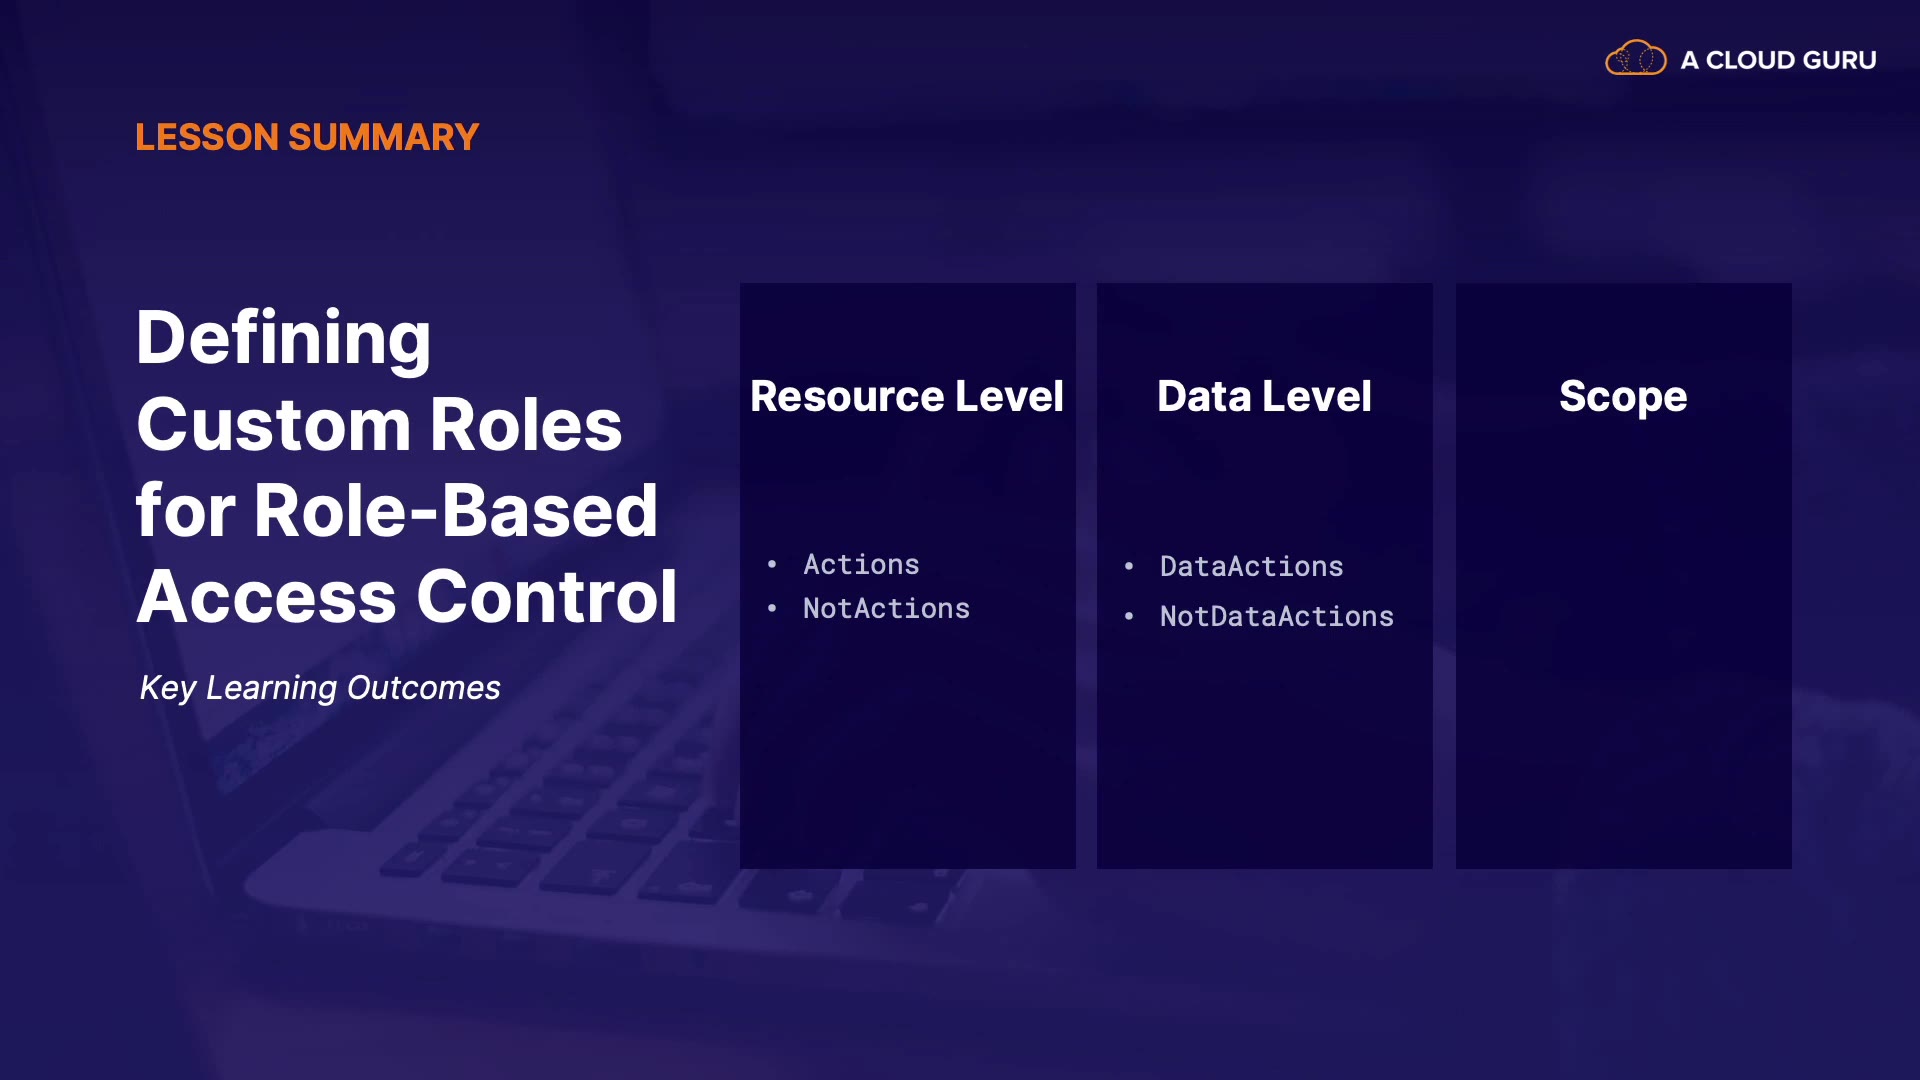 A CLOUD GURU
LESSON SUMMARY
Defining
Custom Roles
for Role-Based
Access Control
Key Learning Outcomes
Resource Level
• Actions
• NotActions
Data Level
• DataActions
• NotDataActions
Scope